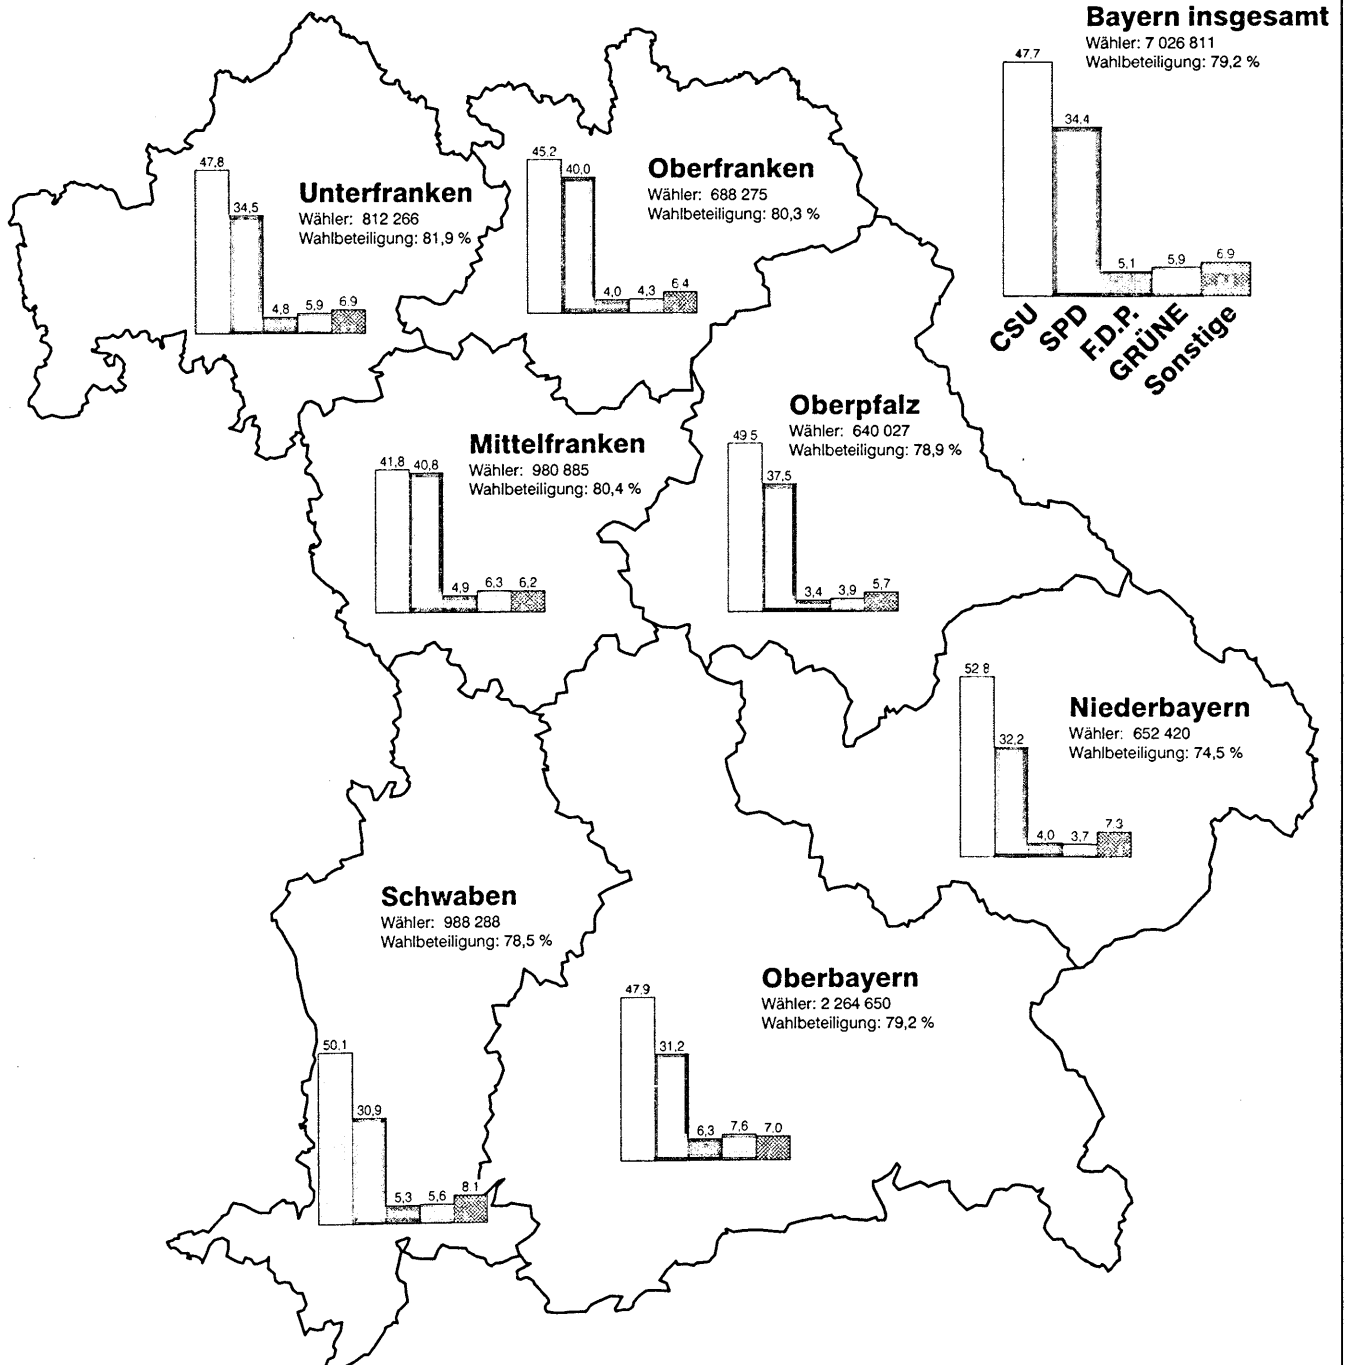 Bayern insgesamt
Wähler: 7 026 811
Wahlbeteiligung: 79,2 %
47,7
34,4
5,1
5,9
6,9
CSU
SPD
F.D.P.
GRÜNE
Sonstige
Unterfranken
Wähler: 812 266
Wahlbeteiligung: 81,9 %
47,8
34,5
4,8
5,9
6,9
Oberfranken
Wähler: 688 275
Wahlbeteiligung: 80,3 %
45,2
40,0
4,0
4,3
6,4
Mittelfranken
Wähler: 980 885
Wahlbeteiligung: 80,4 %
41,8
40,8
4,9
6,3
6,2
Oberpfalz
Wähler: 640 027
Wahlbeteiligung: 78,9 %
49,5
37,5
3,4
3,9
5,7
Niederbayern
Wähler: 652 420
Wahlbeteiligung: 74,5 %
52,8
32,2
4,0
3,7
7,3
Schwaben
Wähler: 988 288
Wahlbeteiligung: 78,5 %
50,1
30,9
5,3
5,6
8,1
Oberbayern
Wähler: 2 264 650
Wahlbeteiligung: 79,2 %
47,9
31,2
6,3
7,6
7,0